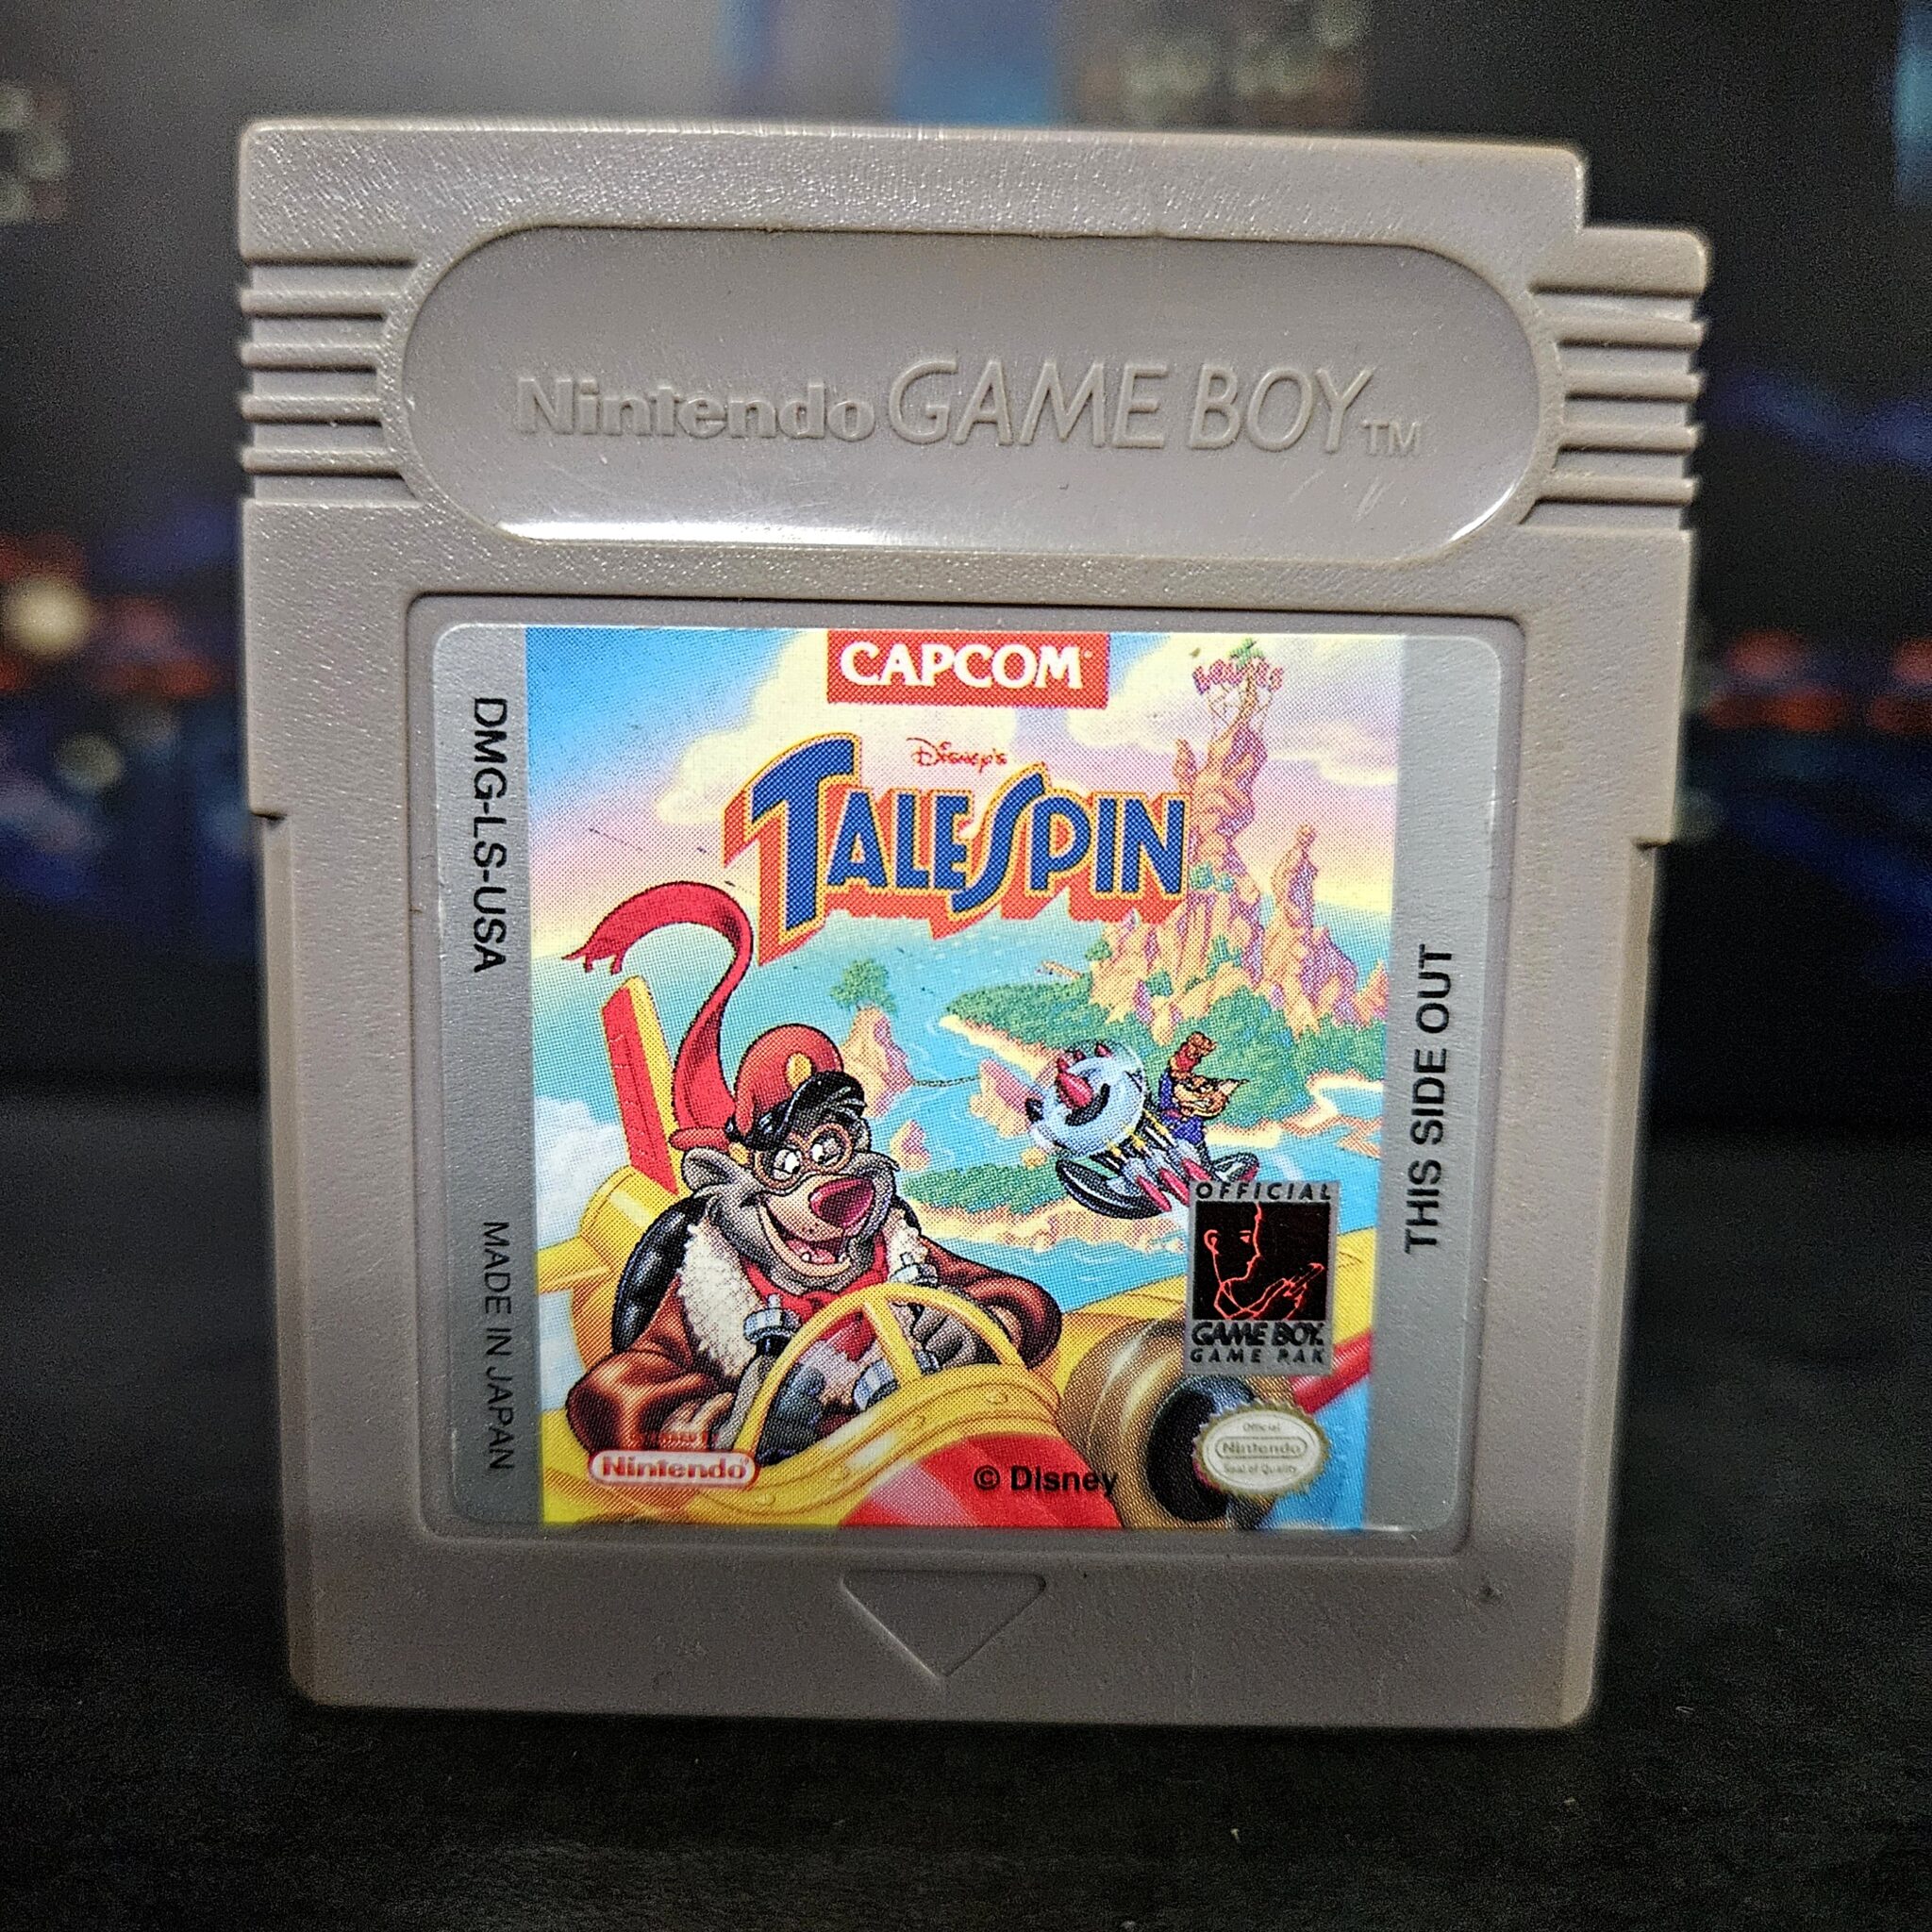 Nintendo GAME BOY TM
CAPCOM
Disney's
TALESPIN
LOUIE'S
DMG-LS-USA
MADE IN JAPAN
THIS SIDE OUT
OFFICIAL
GAME BOY
GAME PAK
Nintendo®
© Disney
Official
Nintendo
Seal of Quality